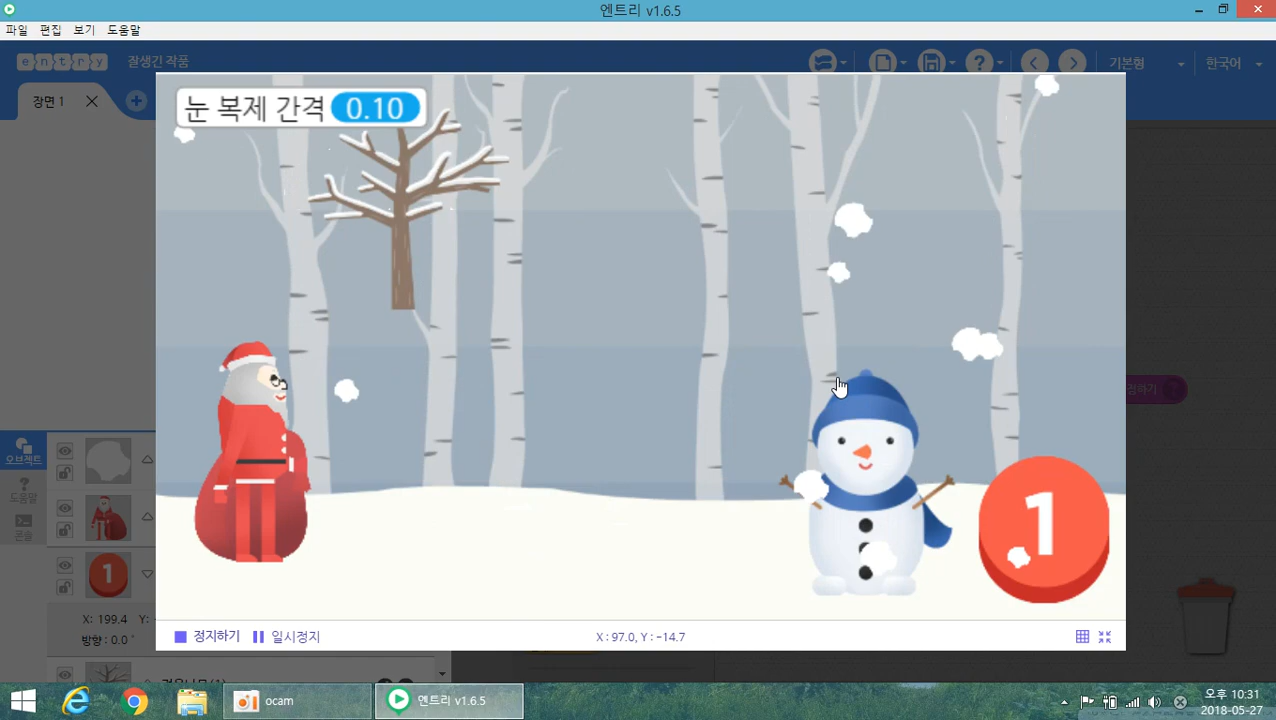 엔트리 v1.6.5
파일 편집 보기 도움말
entry 잘생긴 작품 기본형 한국어
장면 1
눈 복제 간격 0.10
1
오브젝트
도움말
1
X: 199.4 Y:
방향: 0.0 °
정지하기 일시정지 X : 97.0, Y : -14.7
ocam 엔트리 v1.6.5 오후 10:31
2018-05-27